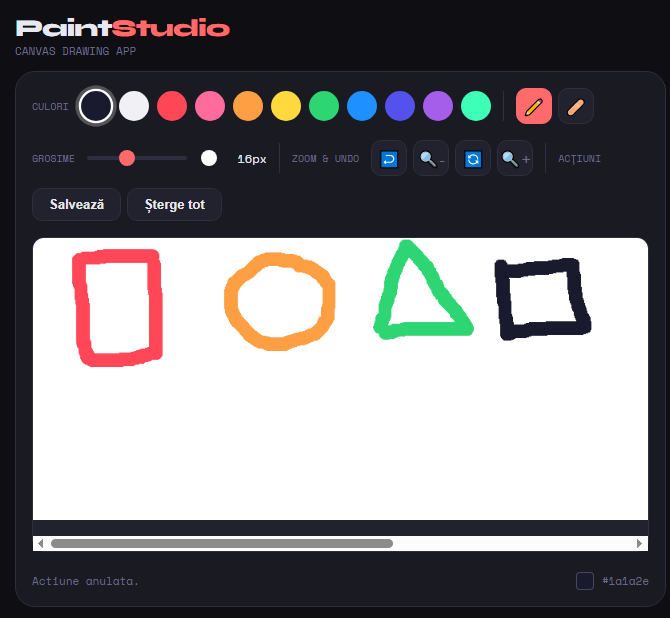 PaintStudio
CANVAS DRAWING APP
CULORI
GROSIME 16px ZOOM & UNDO - + ACȚIUNI
Salvează Șterge tot
Actiune anulata. #1a1a2e